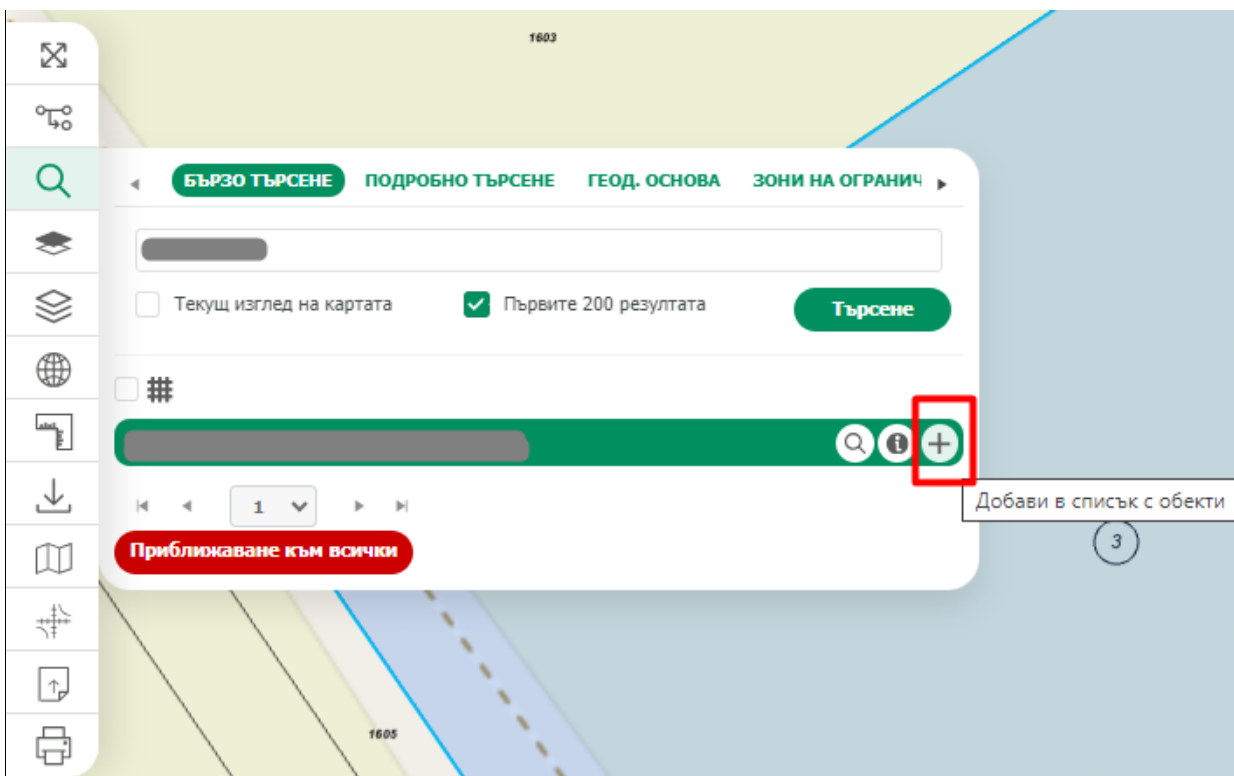 1603
БЪРЗО ТЪРСЕНЕ ПОДРОБНО ТЪРСЕНЕ ГЕОД. ОСНОВА ЗОНИ НА ОГРАНИЧ
Текущ изглед на картата Първите 200 резултата Търсене
1
Добави в списък с обекти
Приближаване към всички
3
1605